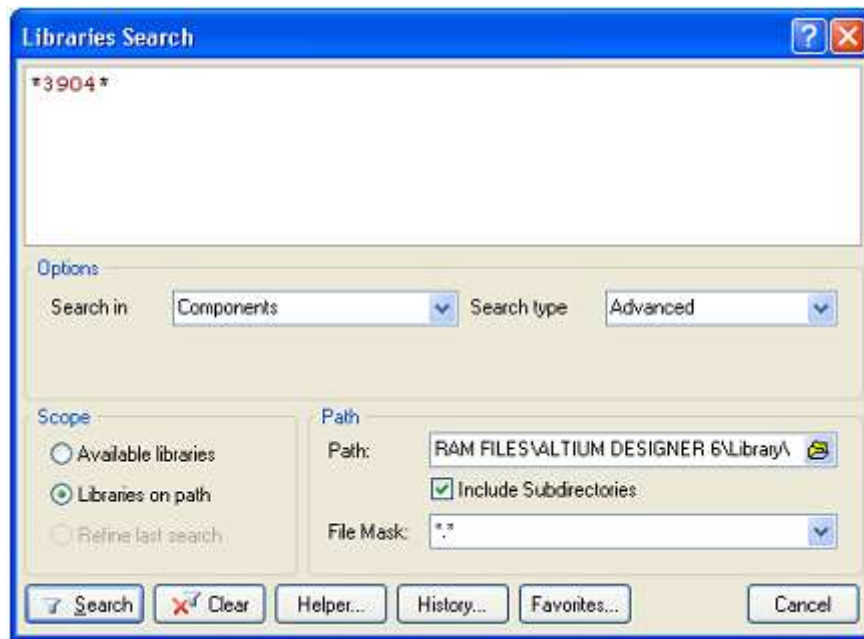 Libraries Search
*3904*
Options
Search in Components Search type Advanced
Scope
Available libraries
Libraries on path
Refine last search
Path
Path: RAM FILES\ALTIUM DESIGNER 6\Library\
Include Subdirectories
File Mask: *.*
Search Clear Helper... History... Favorites... Cancel